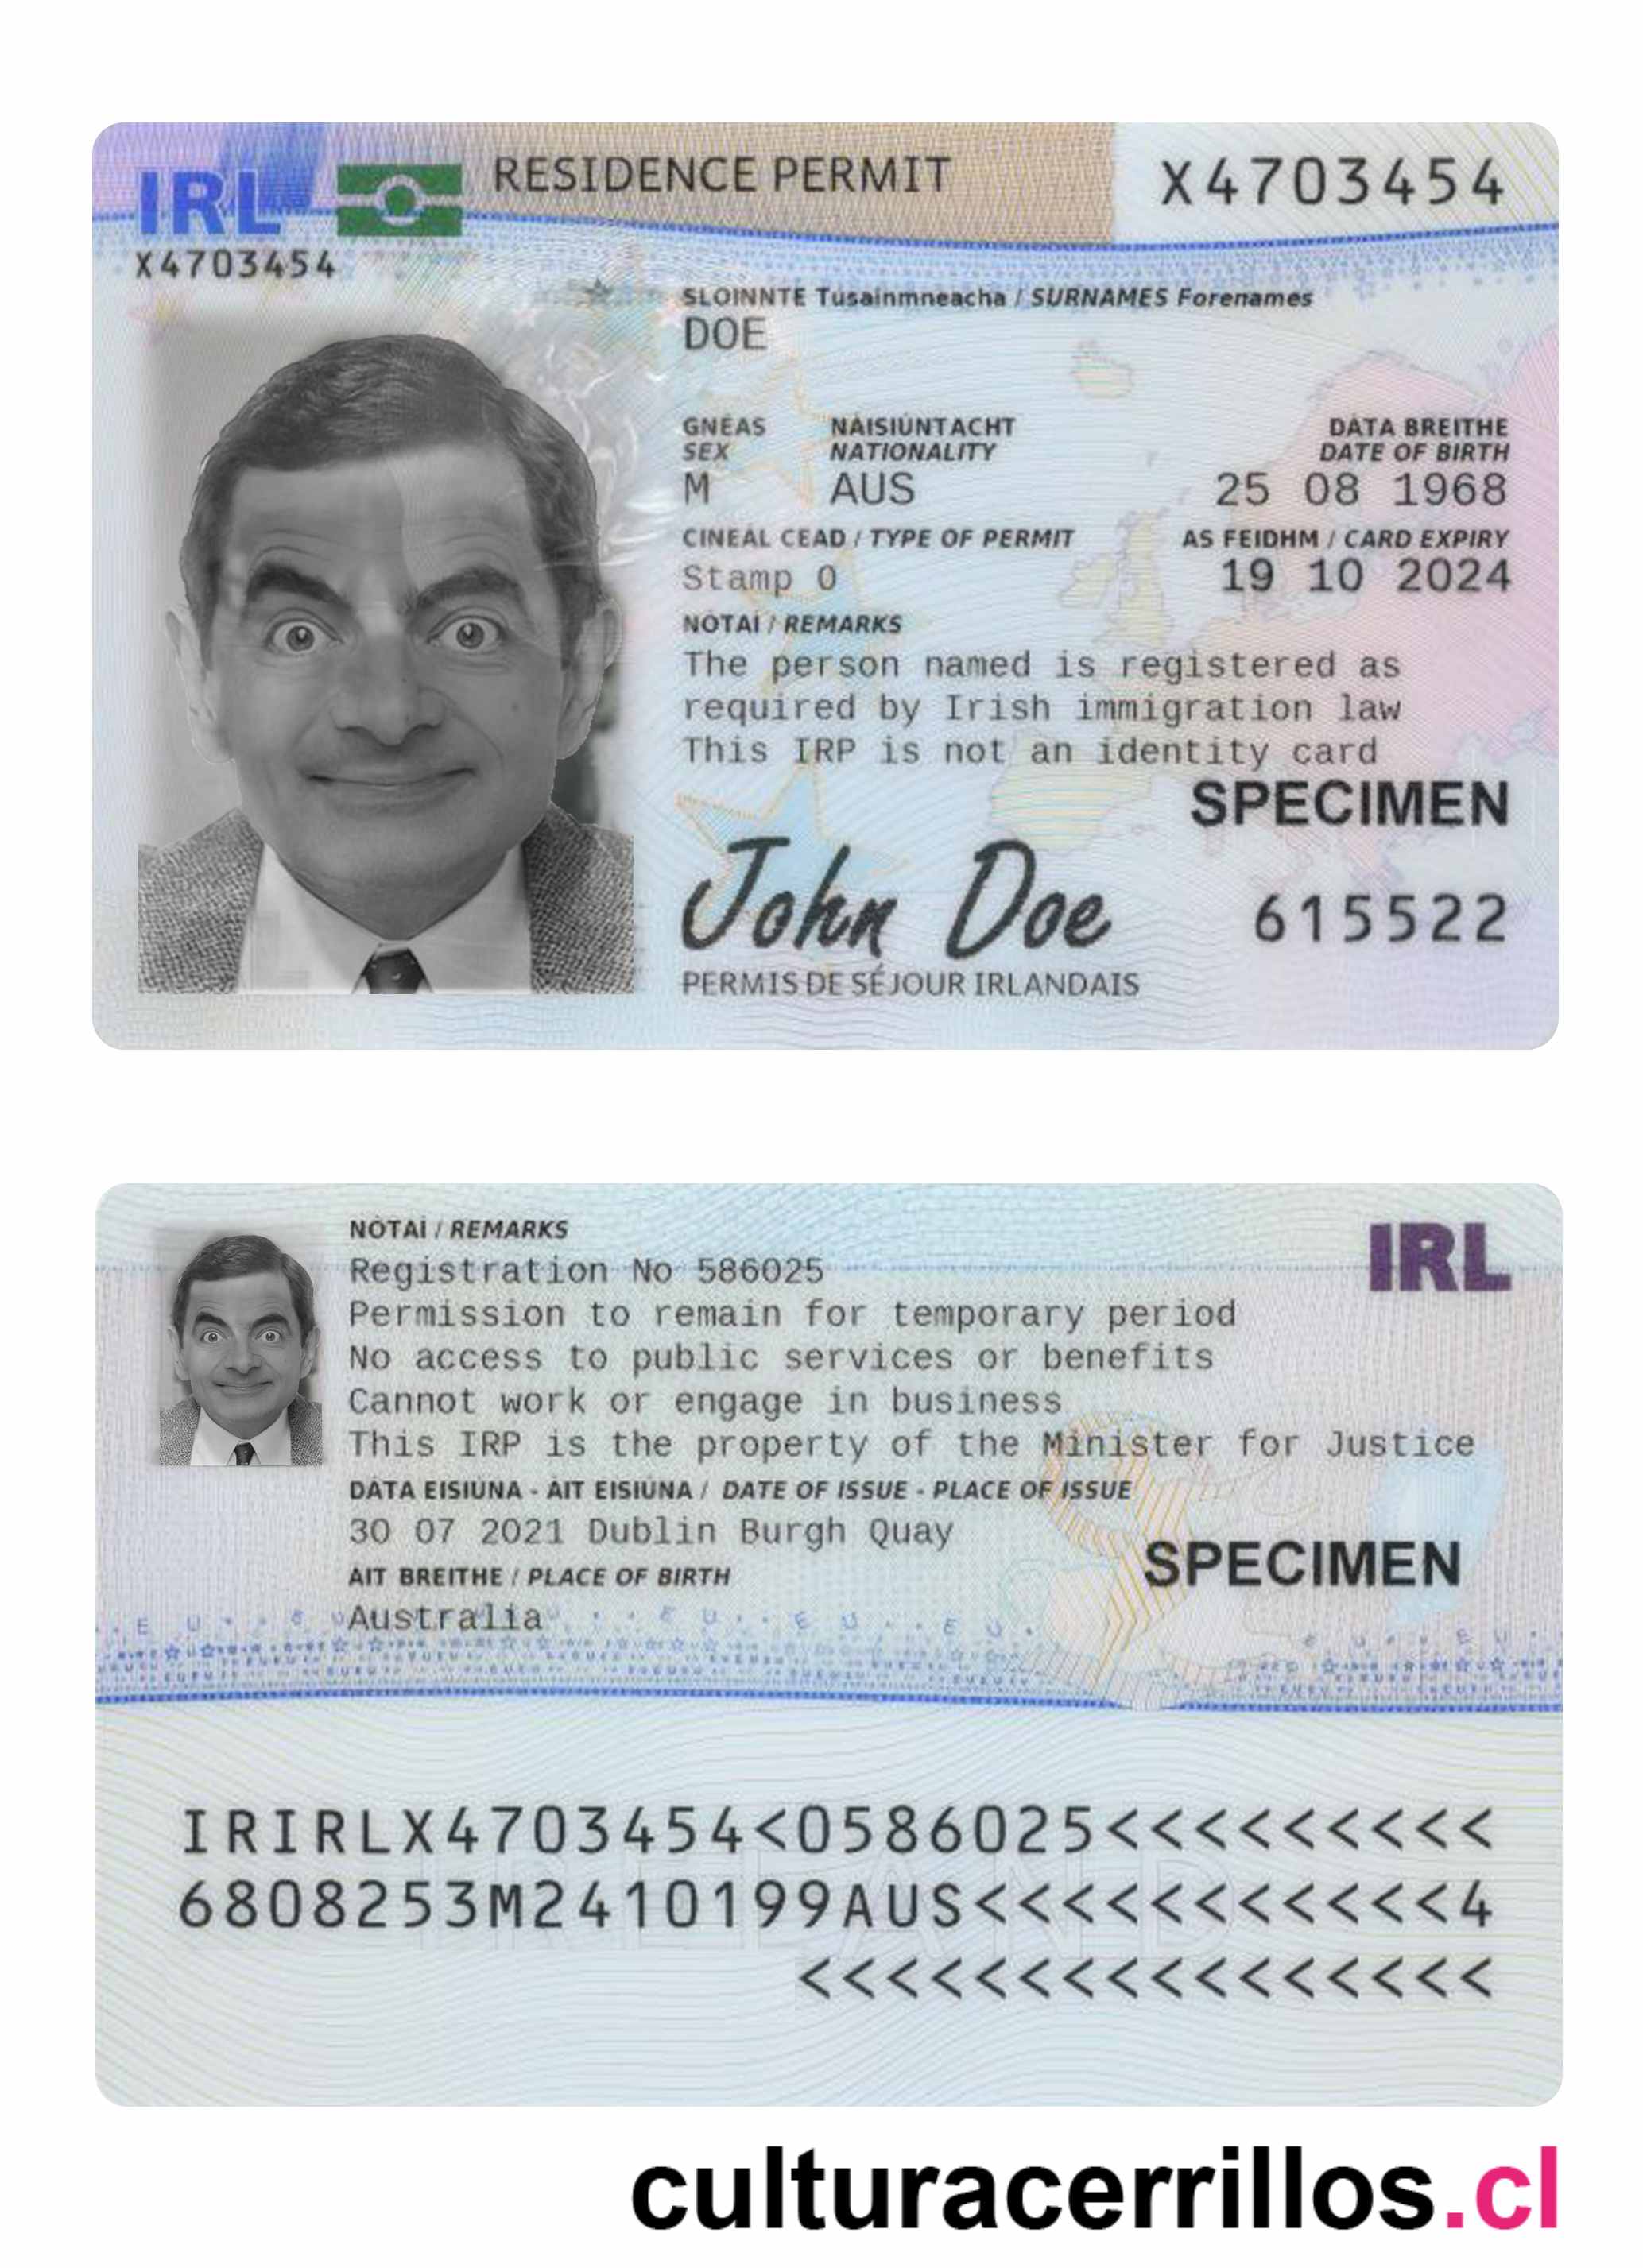 IRL RESIDENCE PERMIT X4703454
X4703454
SLOINNTE Túsainmneacha / SURNAMES Forenames
DOE
GNÉAS NÁISIÚNTACHT DÁTA BREITHE
SEX NATIONALITY DATE OF BIRTH
M AUS 25 08 1968
CINEÁL CEAD / TYPE OF PERMIT AS FEIDHM / CARD EXPIRY
Stamp 0 19 10 2024
NÓTAÍ / REMARKS
The person named is registered as
required by Irish immigration law
This IRP is not an identity card
SPECIMEN
John Doe 615522
PERMIS DE SÉJOUR IRLANDAIS
NÓTAÍ / REMARKS
IRL
Registration No 586025
Permission to remain for temporary period
No access to public services or benefits
Cannot work or engage in business
This IRP is the property of the Minister for Justice
DÁTA EISIÚNA - ÁIT EISIÚNA / DATE OF ISSUE - PLACE OF ISSUE
30 07 2021 Dublin Burgh Quay
SPECIMEN
ÁIT BREITHE / PLACE OF BIRTH
Australia
IRIRLX4703454<0586025<<<<<<<<<
6808253M2410199AUS<<<<<<<<<<<4
<<<<<<<<<<<<<<<<
IRELAND
culturacerrillos.cl